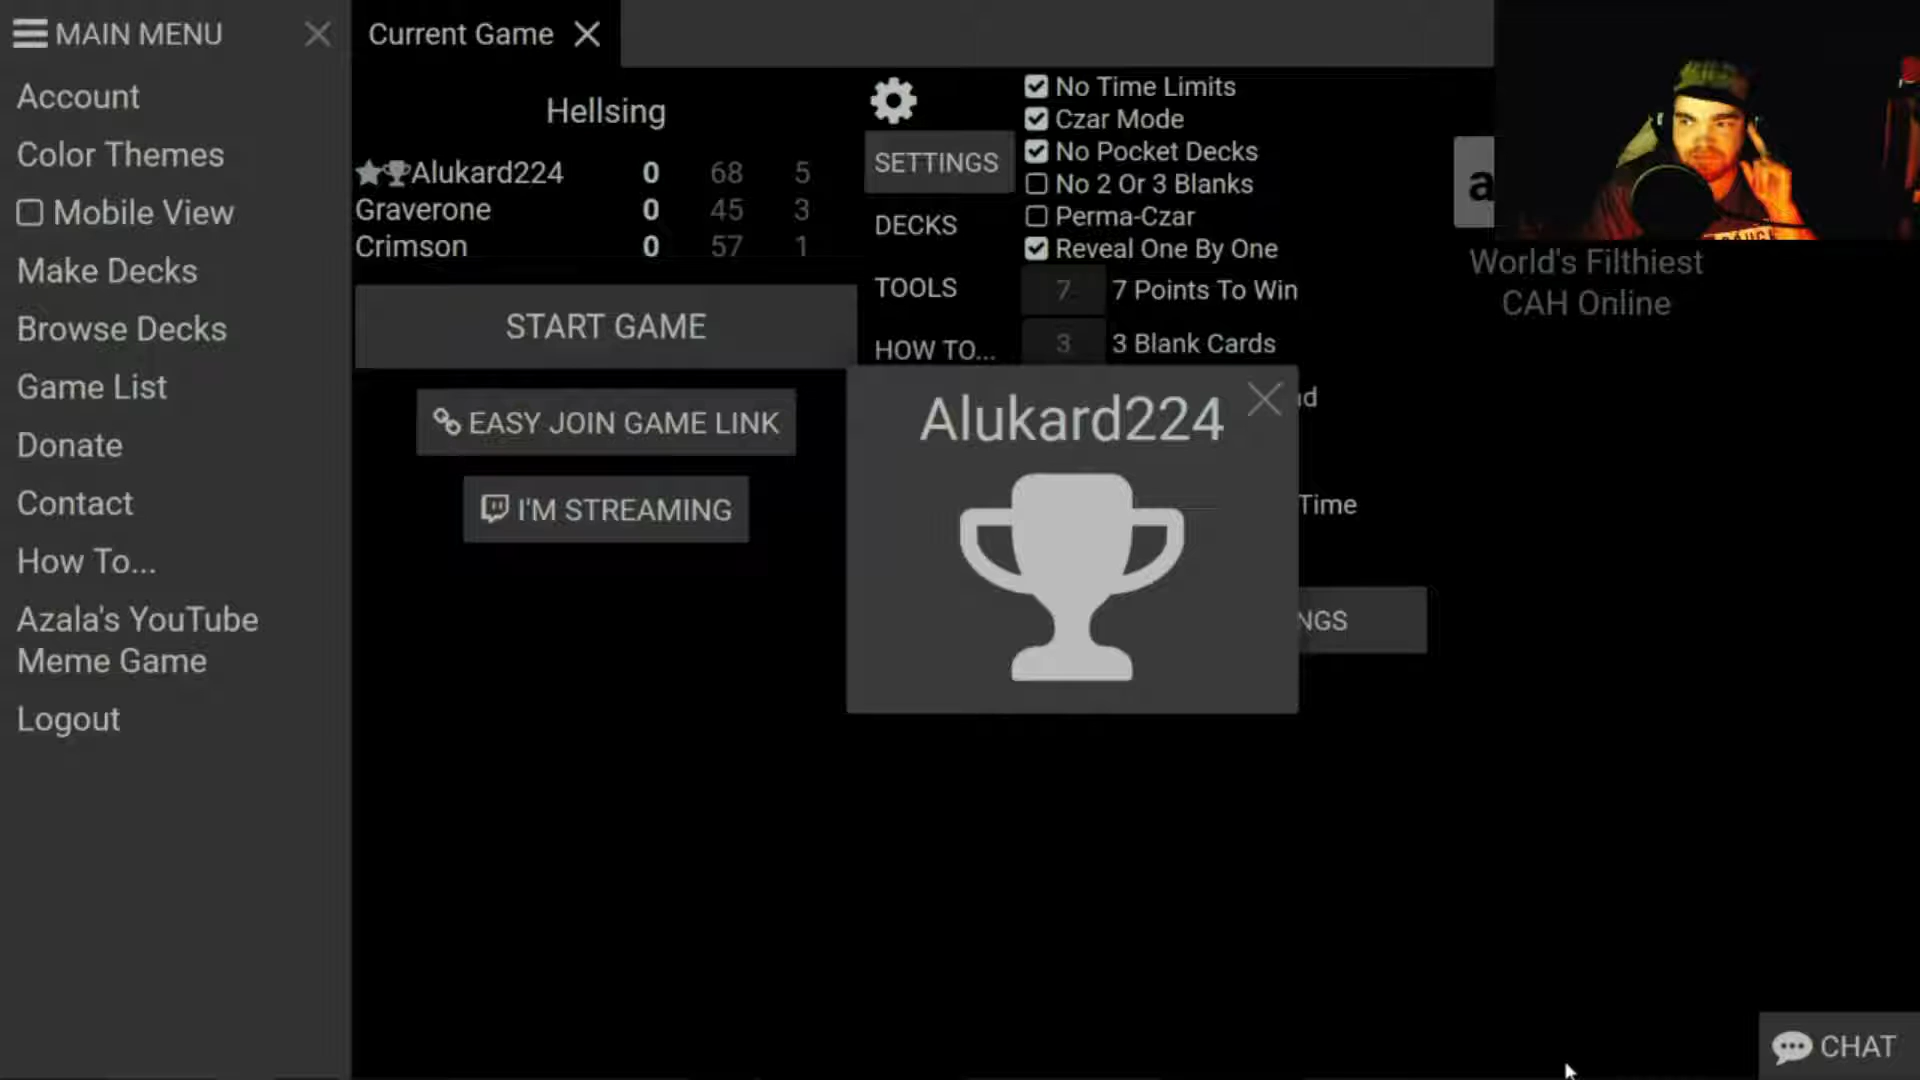 MAIN MENU
Account
Color Themes
Mobile View
Make Decks
Browse Decks
Game List
Donate
Contact
How To...
Azala's YouTube
Meme Game
Logout
Current Game
Hellsing
Alukard224 0 68 5
Graverone 0 45 3
Crimson 0 57 1
START GAME
EASY JOIN GAME LINK
I'M STREAMING
SETTINGS
DECKS
TOOLS
HOW TO...
No Time Limits
Czar Mode
No Pocket Decks
No 2 Or 3 Blanks
Perma-Czar
Reveal One By One
7 7 Points To Win
3 3 Blank Cards
Alukard224
Time
NGS
a
World's Filthiest
CAH Online
CHAT